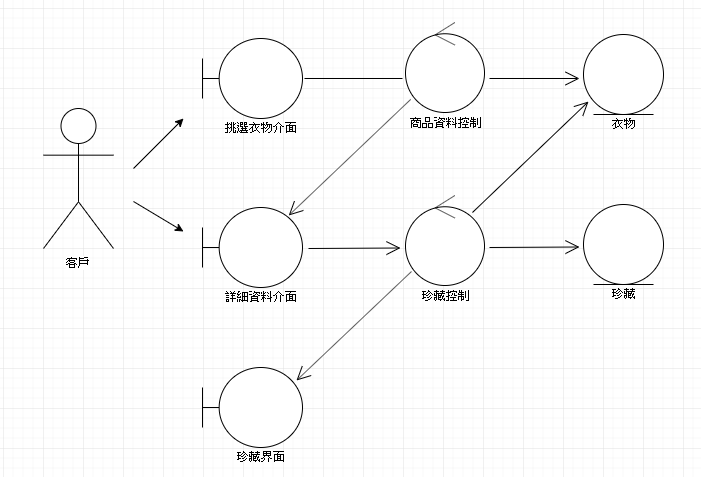 挑選衣物介面
商品資料控制
衣物
客戶
詳細資料介面
珍藏控制
珍藏
珍藏界面